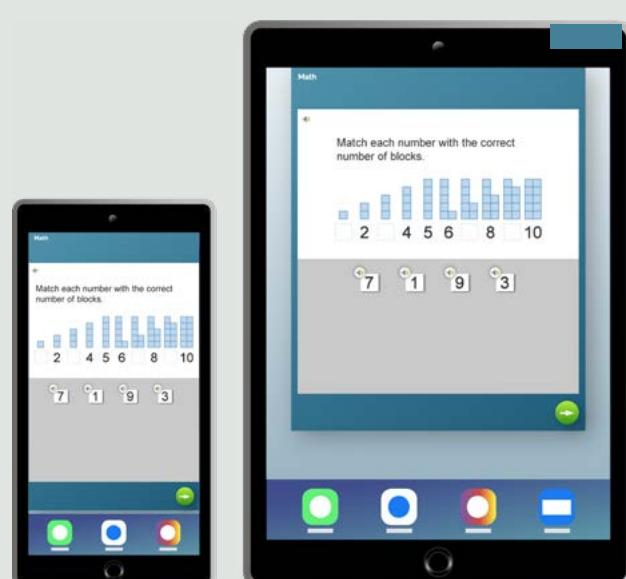 Math
Match each number with the correct
number of blocks.
2 4 5 6 8 10
7 1 9 3
Math
Match each number with the correct
number of blocks.
2 4 5 6 8 10
7 1 9 3